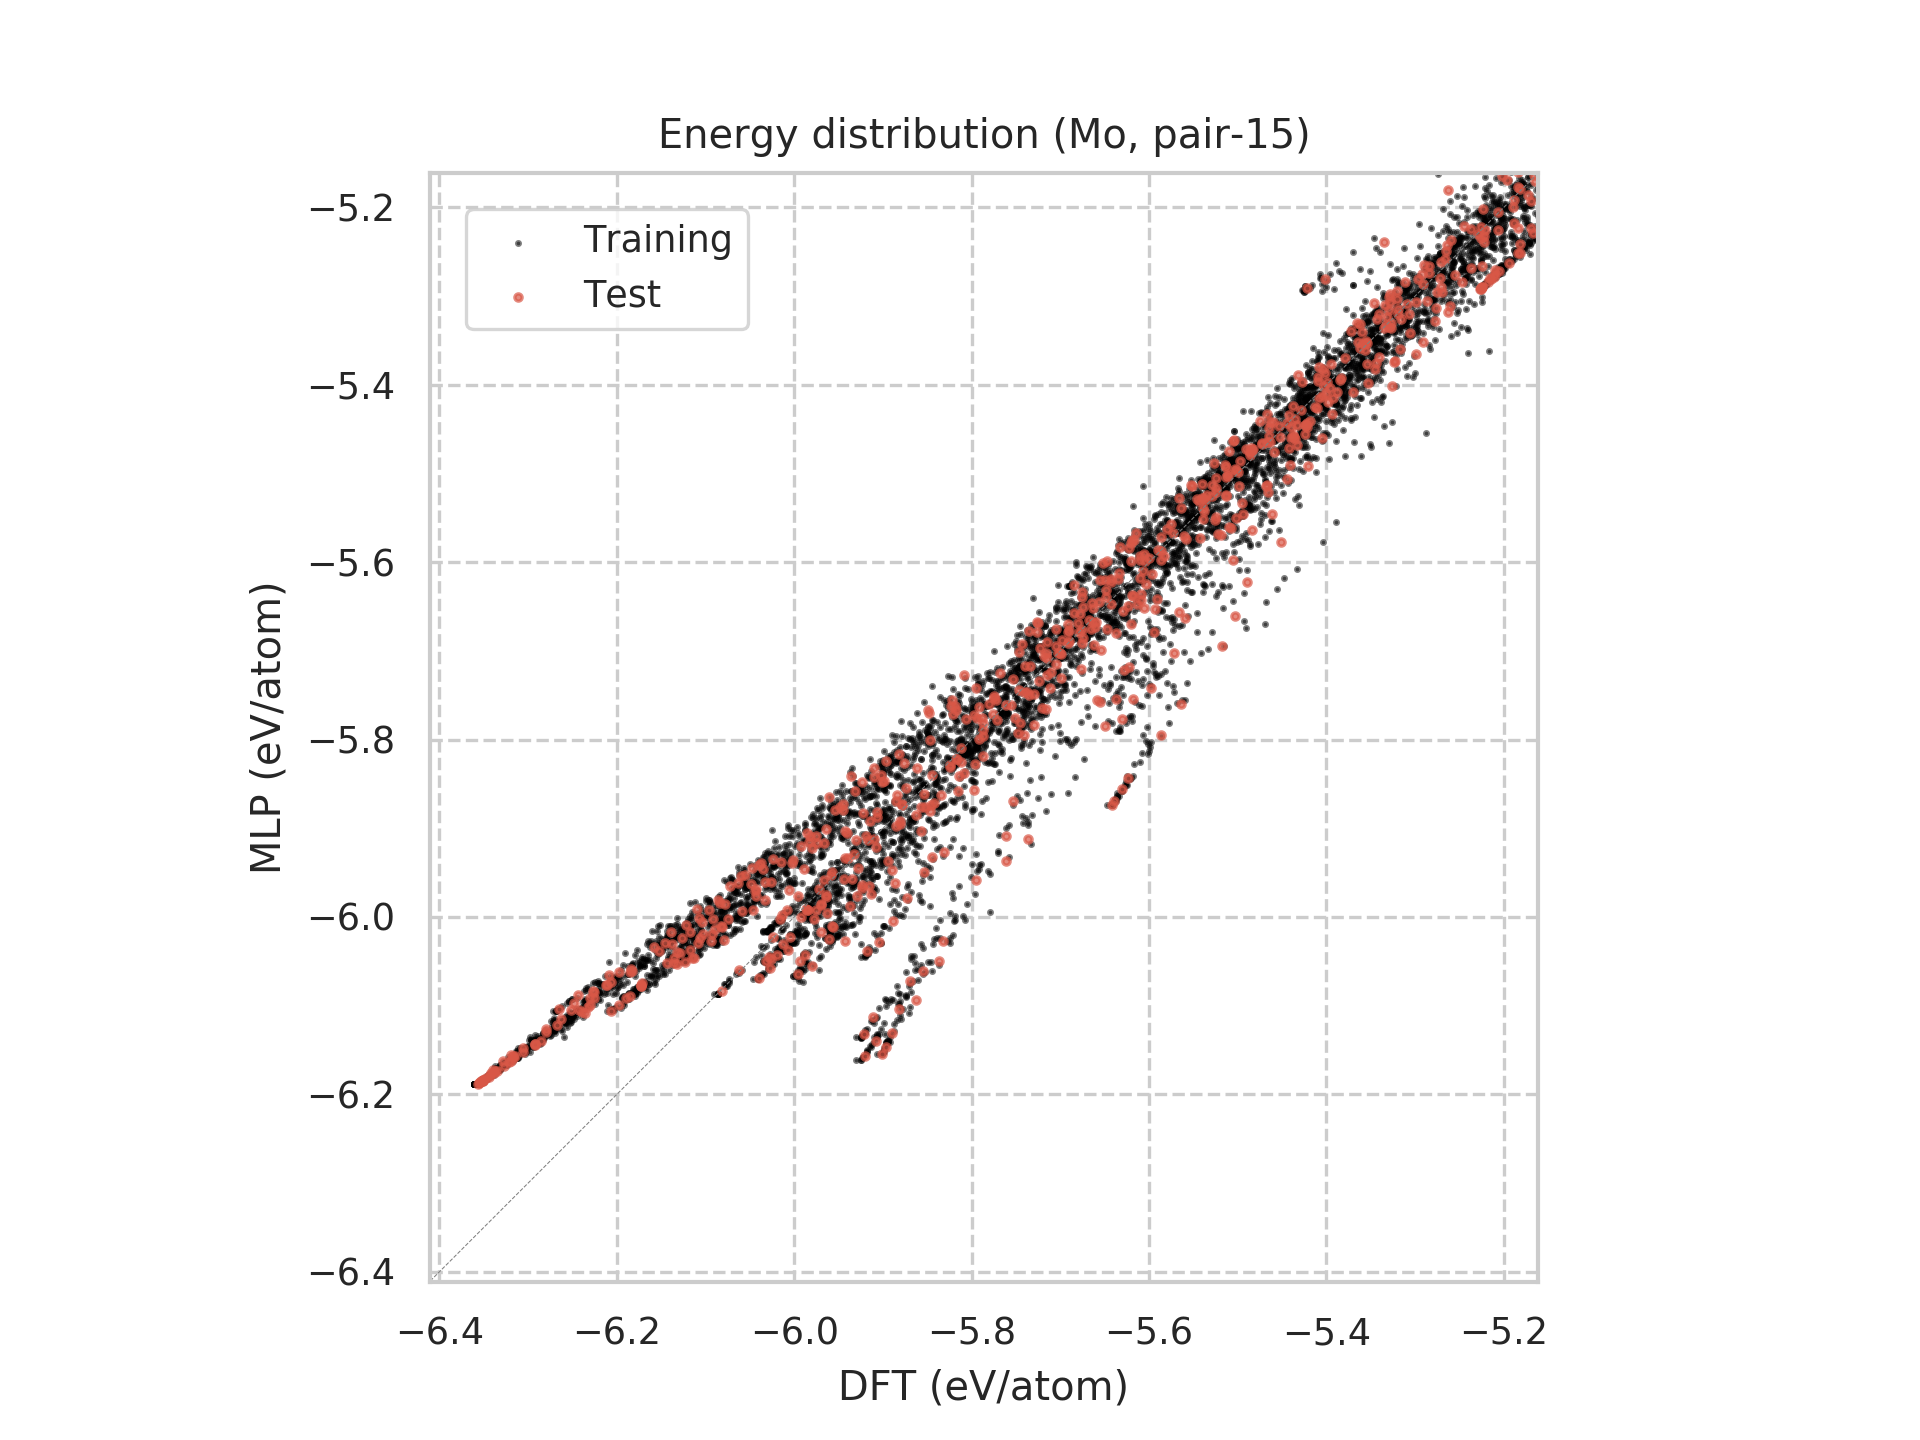 Energy distribution (Mo, pair-15)
Training
Test
−5.2
−5.4
−5.6
−5.8
−6.0
−6.2
−6.4
MLP (eV/atom)
−6.4 −6.2 −6.0 −5.8 −5.6 −5.4 −5.2
DFT (eV/atom)